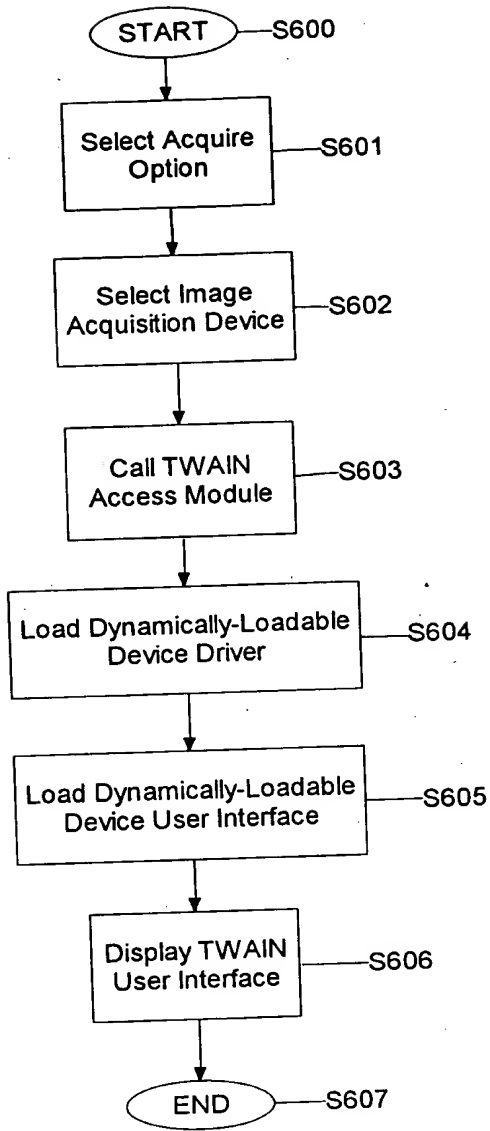 START
S600
Select Acquire
Option
S601
Select Image
Acquisition Device
S602
Call TWAIN
Access Module
S603
Load Dynamically-Loadable
Device Driver
S604
Load Dynamically-Loadable
Device User Interface
S605
Display TWAIN
User Interface
S606
END
S607